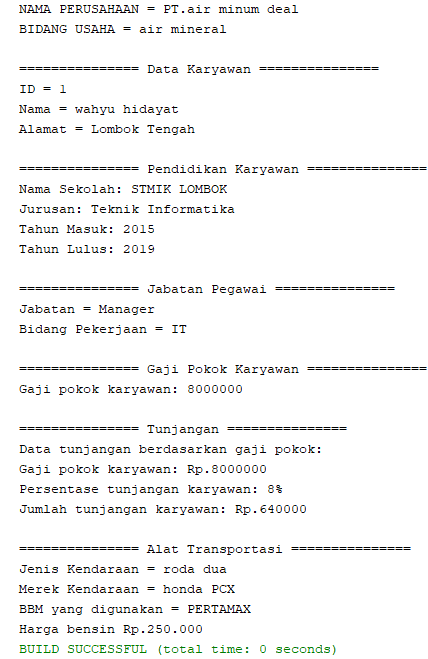 NAMA PERUSAHAAN = PT.air minum deal
BIDANG USAHA = air mineral
=============== Data Karyawan ===============
ID = 1
Nama = wahyu hidayat
Alamat = Lombok Tengah
=============== Pendidikan Karyawan ===============
Nama Sekolah: STMIK LOMBOK
Jurusan: Teknik Informatika
Tahun Masuk: 2015
Tahun Lulus: 2019
=============== Jabatan Pegawai ===============
Jabatan = Manager
Bidang Pekerjaan = IT
=============== Gaji Pokok Karyawan ===============
Gaji pokok karyawan: 8000000
=============== Tunjangan ===============
Data tunjangan berdasarkan gaji pokok:
Gaji pokok karyawan: Rp.8000000
Persentase tunjangan karyawan: 8%
Jumlah tunjangan karyawan: Rp.640000
=============== Alat Transportasi ===============
Jenis Kendaraan = roda dua
Merek Kendaraan = honda PCX
BBM yang digunakan = PERTAMAX
Harga bensin Rp.250.000
BUILD SUCCESSFUL (total time: 0 seconds)